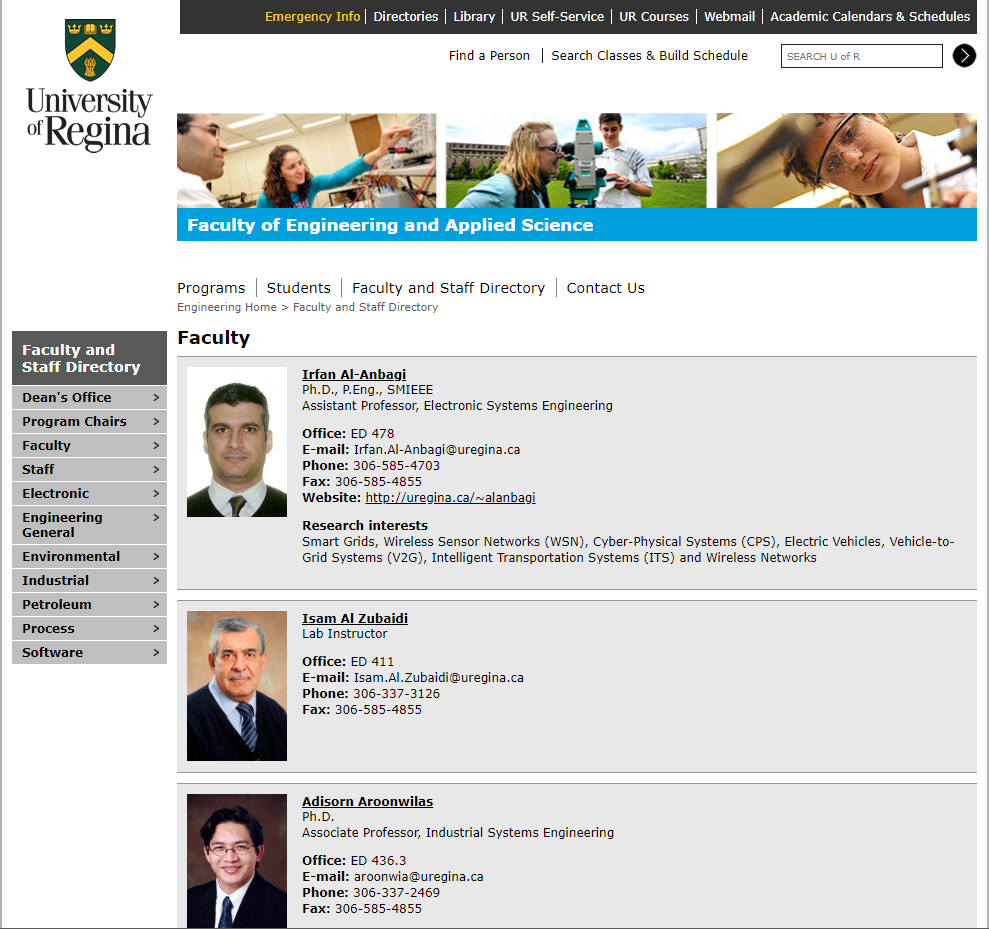 Emergency Info | Directories | Library | UR Self-Service | UR Courses | Webmail | Academic Calendars & Schedules
University
of Regina
Find a Person | Search Classes & Build Schedule
SEARCH U of R
Faculty of Engineering and Applied Science
Programs | Students | Faculty and Staff Directory | Contact Us
Engineering Home > Faculty and Staff Directory
Faculty and
Staff Directory
Dean's Office >
Program Chairs >
Faculty >
Staff >
Electronic >
Engineering >
General
Environmental >
Industrial >
Petroleum >
Process >
Software >
Faculty
Irfan Al-Anbagi
Ph.D., P.Eng., SMIEEE
Assistant Professor, Electronic Systems Engineering
Office: ED 478
E-mail: Irfan.Al-Anbagi@uregina.ca
Phone: 306-585-4703
Fax: 306-585-4855
Website: http://uregina.ca/~alanbagi
Research interests
Smart Grids, Wireless Sensor Networks (WSN), Cyber-Physical Systems (CPS), Electric Vehicles, Vehicle-to-
Grid Systems (V2G), Intelligent Transportation Systems (ITS) and Wireless Networks
Isam Al Zubaidi
Lab Instructor
Office: ED 411
E-mail: Isam.Al.Zubaidi@uregina.ca
Phone: 306-337-3126
Fax: 306-585-4855
Adisorn Aroonwilas
Ph.D.
Associate Professor, Industrial Systems Engineering
Office: ED 436.3
E-mail: aroonwia@uregina.ca
Phone: 306-337-2469
Fax: 306-585-4855